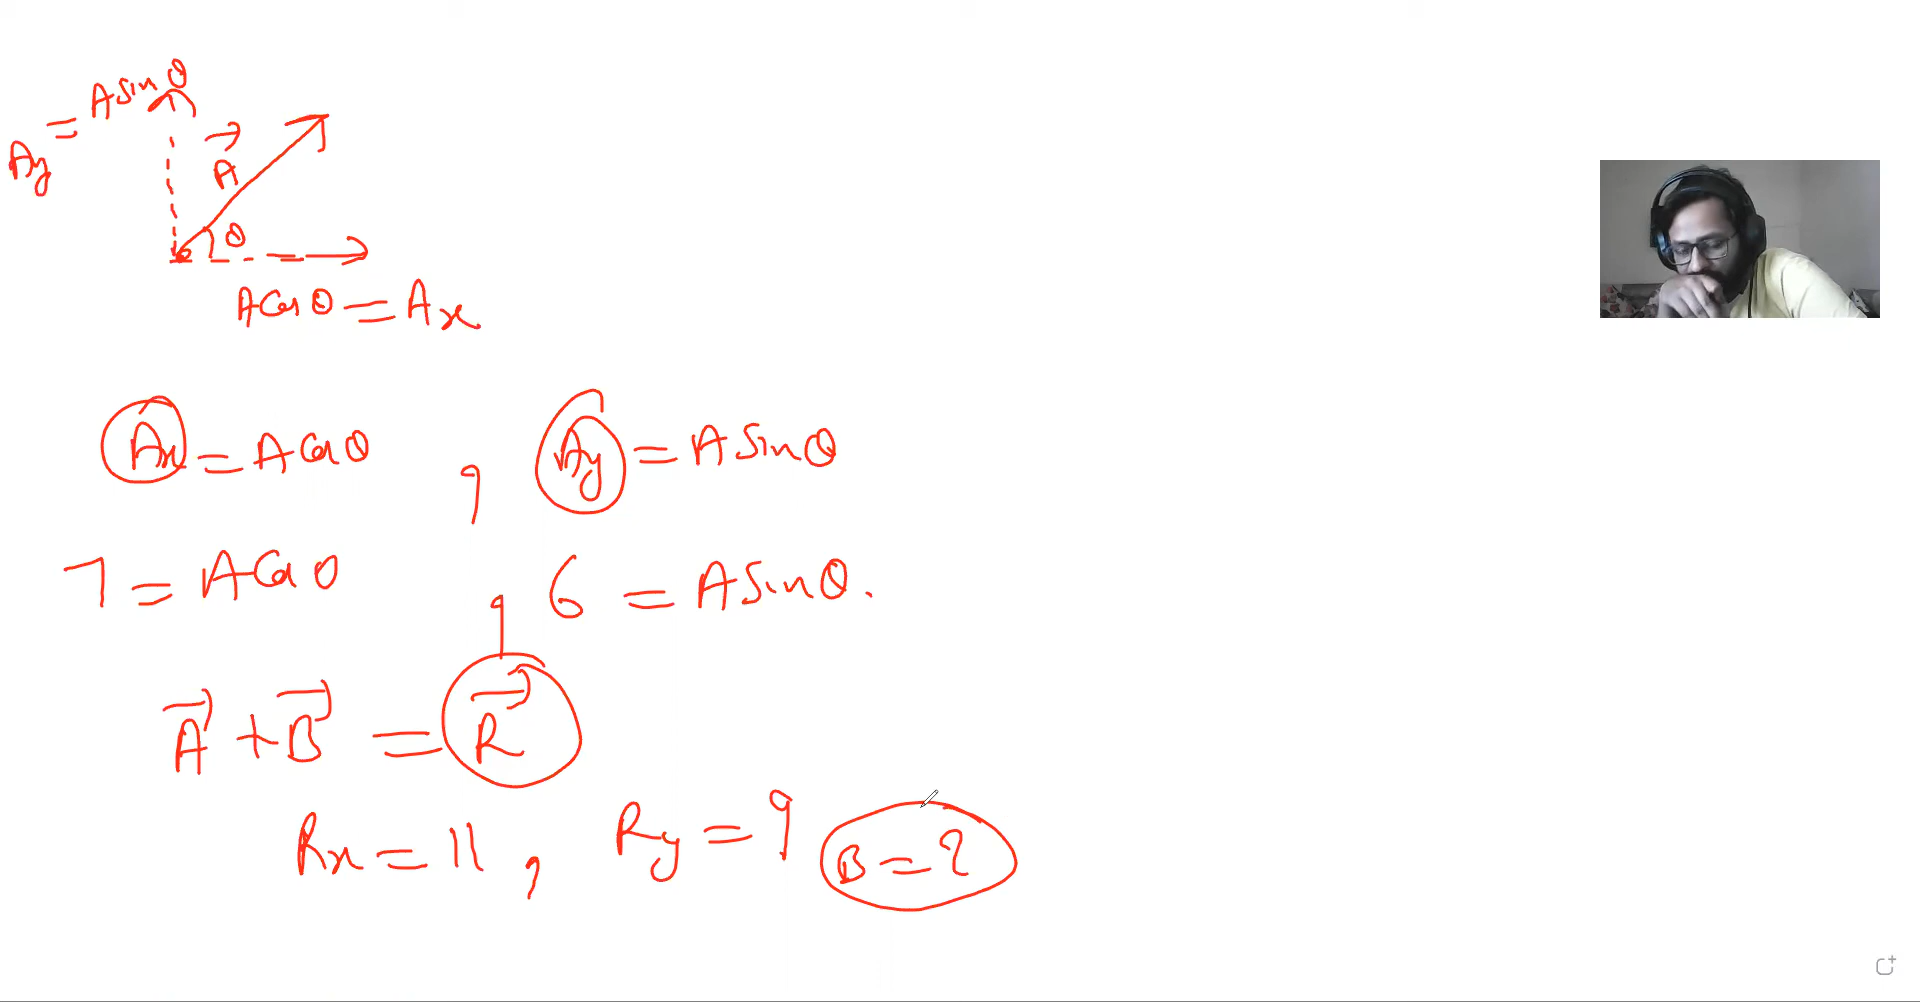 Ay = A sin θ
A⃗
θ
A Cos θ = Ax
Ax = A Cos θ , Ay = A sin θ
7 = A Cos θ , 6 = A sin θ.
A⃗ + B⃗ = R⃗
Rx = 11 , Ry = 9 B = ?